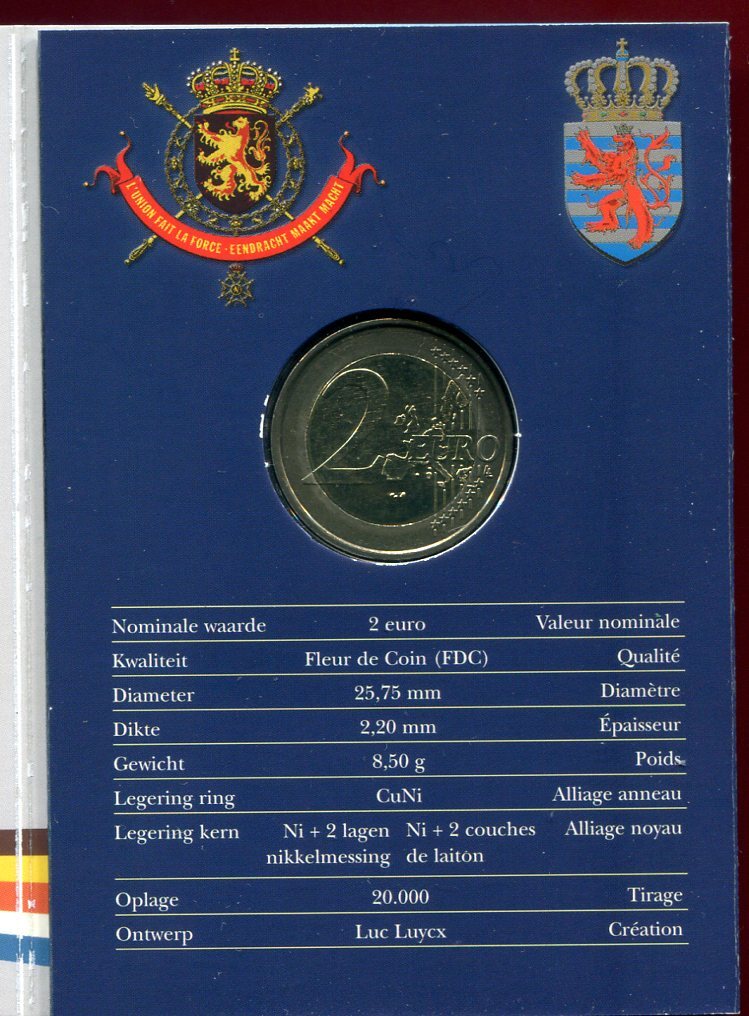 L'UNION FAIT LA FORCE - EENDRACHT MAAKT MACHT
2 EURO
LL
Nominale waarde 2 euro Valeur nominale
Kwaliteit Fleur de Coin (FDC) Qualité
Diameter 25,75 mm Diamètre
Dikte 2,20 mm Épaisseur
Gewicht 8,50 g Poids
Legering ring CuNi Alliage anneau
Legering kern Ni + 2 lagen Ni + 2 couches Alliage noyau
nikkelmessing de laiton
Oplage 20.000 Tirage
Ontwerp Luc Luycx Création